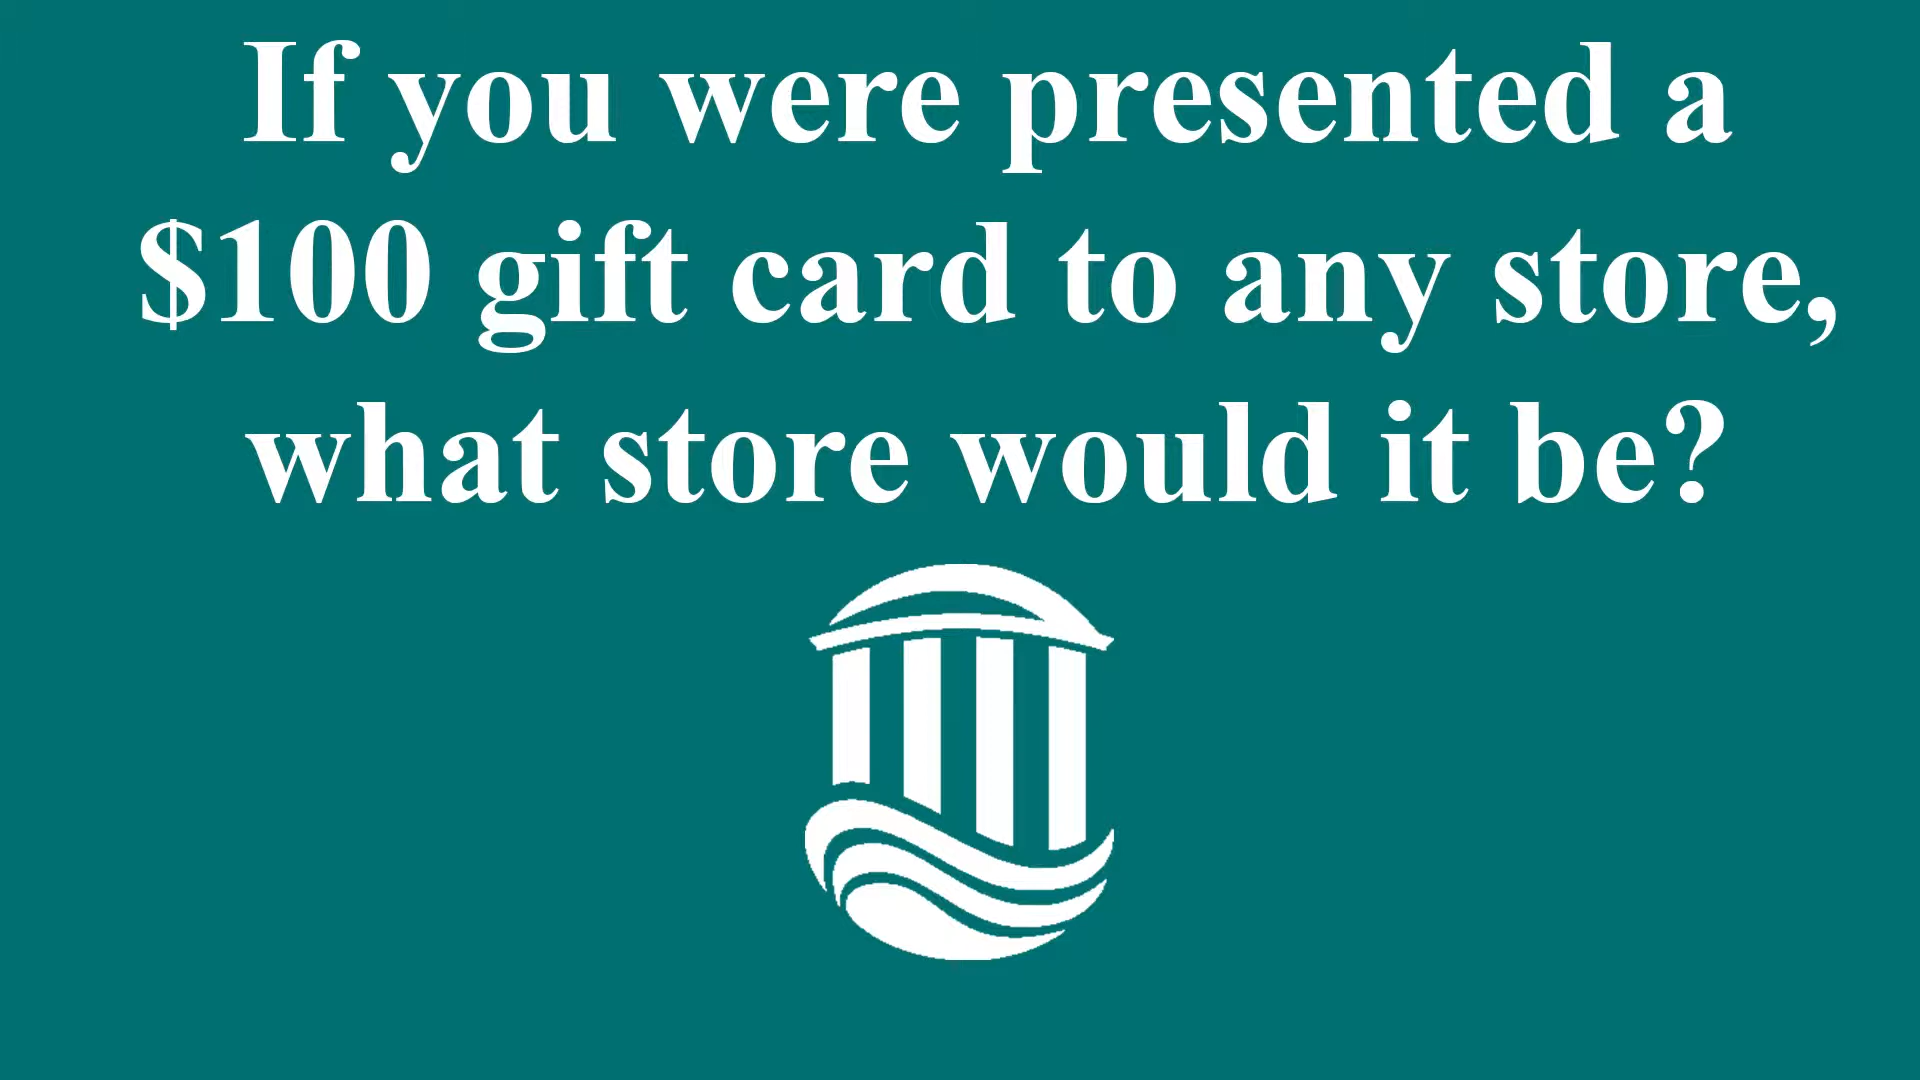 If you were presented a
$100 gift card to any store,
what store would it be?